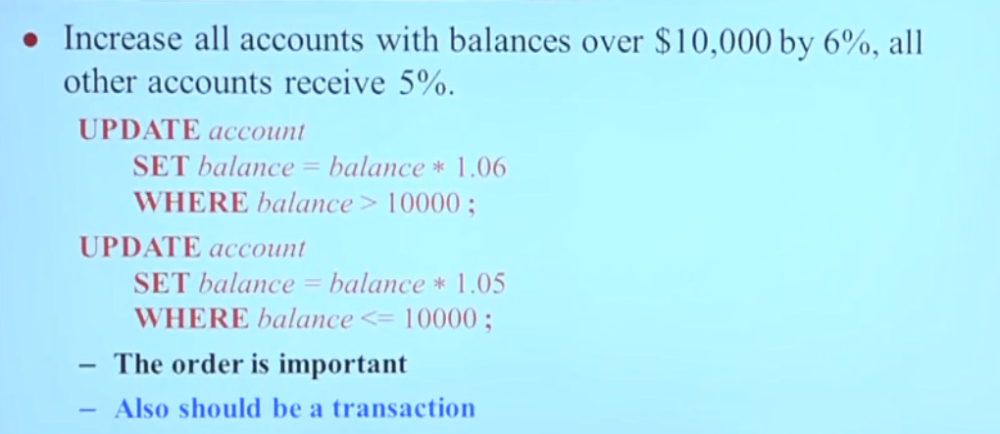 • Increase all accounts with balances over $10,000 by 6%, all
other accounts receive 5%.
UPDATE account
SET balance = balance * 1.06
WHERE balance > 10000 ;
UPDATE account
SET balance = balance * 1.05
WHERE balance <= 10000 ;
– The order is important
– Also should be a transaction